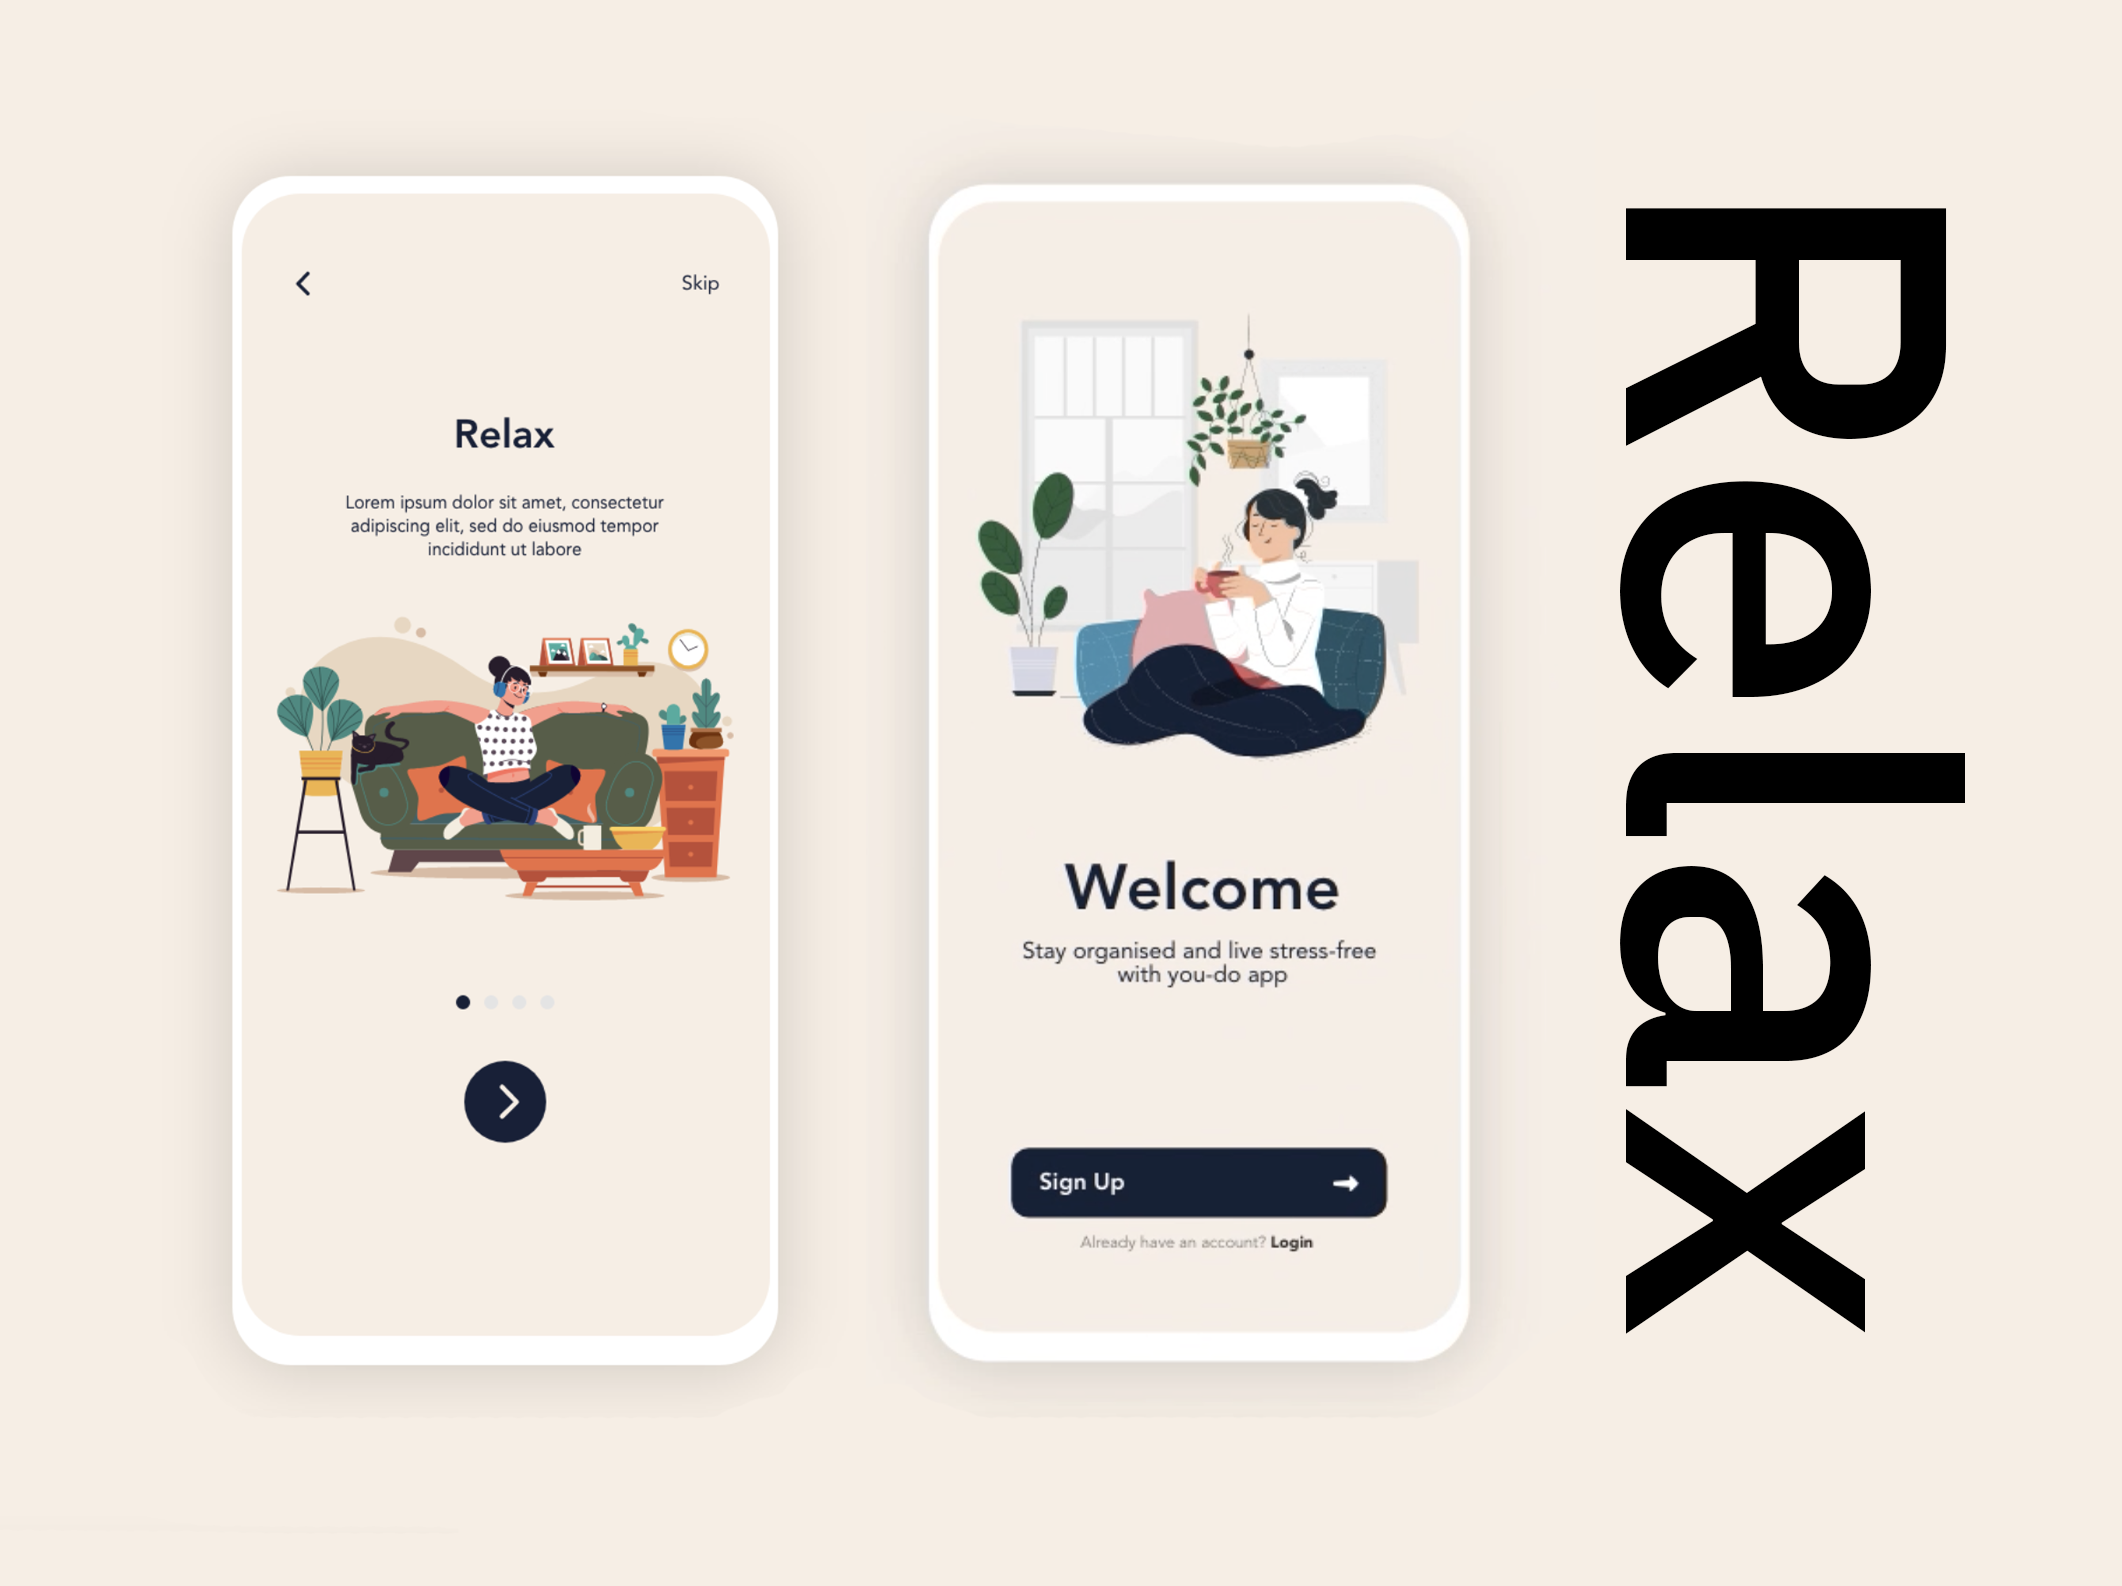 Skip
Relax
Lorem ipsum dolor sit amet, consectetur
adipiscing elit, sed do eiusmod tempor
incididunt ut labore
Welcome
Stay organised and live stress-free
with you-do app
Sign Up
Already have an account? Login
Relax